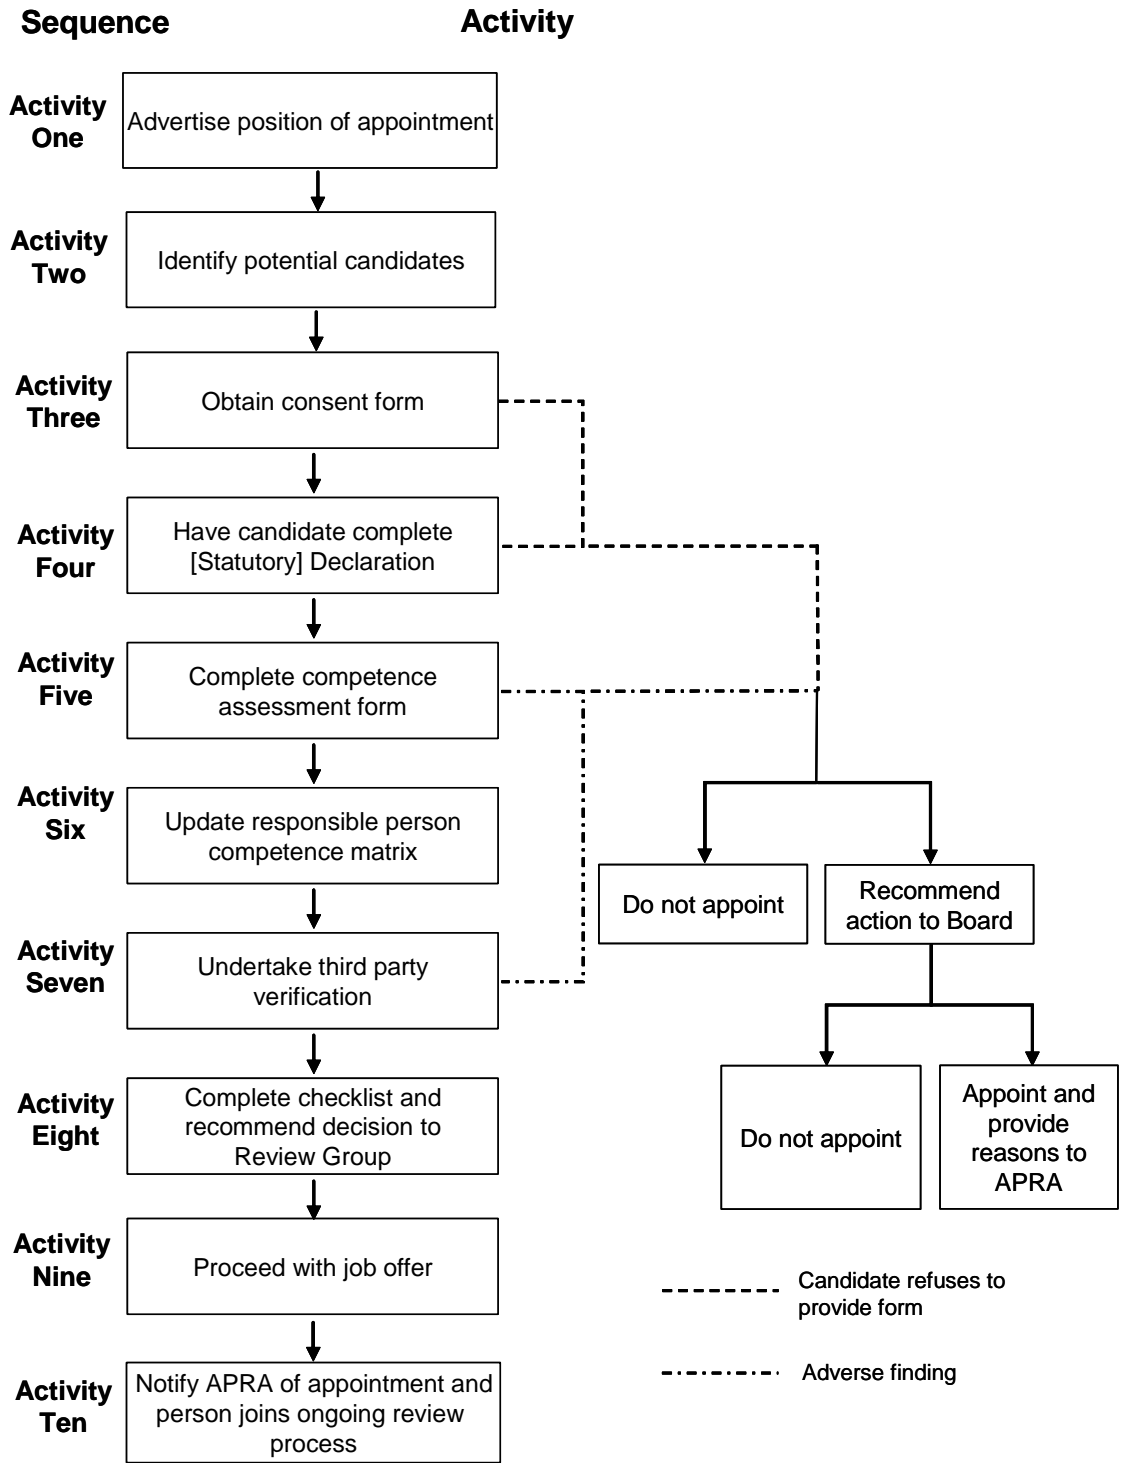 Sequence
Activity
Activity
One
Advertise position of appointment
Activity
Two
Identify potential candidates
Activity
Three
Obtain consent form
Activity
Four
Have candidate complete
[Statutory] Declaration
Activity
Five
Complete competence
assessment form
Activity
Six
Update responsible person
competence matrix
Do not appoint
Recommend
action to Board
Activity
Seven
Undertake third party
verification
Activity
Eight
Complete checklist and
recommend decision to
Review Group
Do not appoint
Appoint and
provide
reasons to
APRA
Activity
Nine
Proceed with job offer
Candidate refuses to
provide form
Adverse finding
Activity
Ten
Notify APRA of appointment and
person joins ongoing review
process